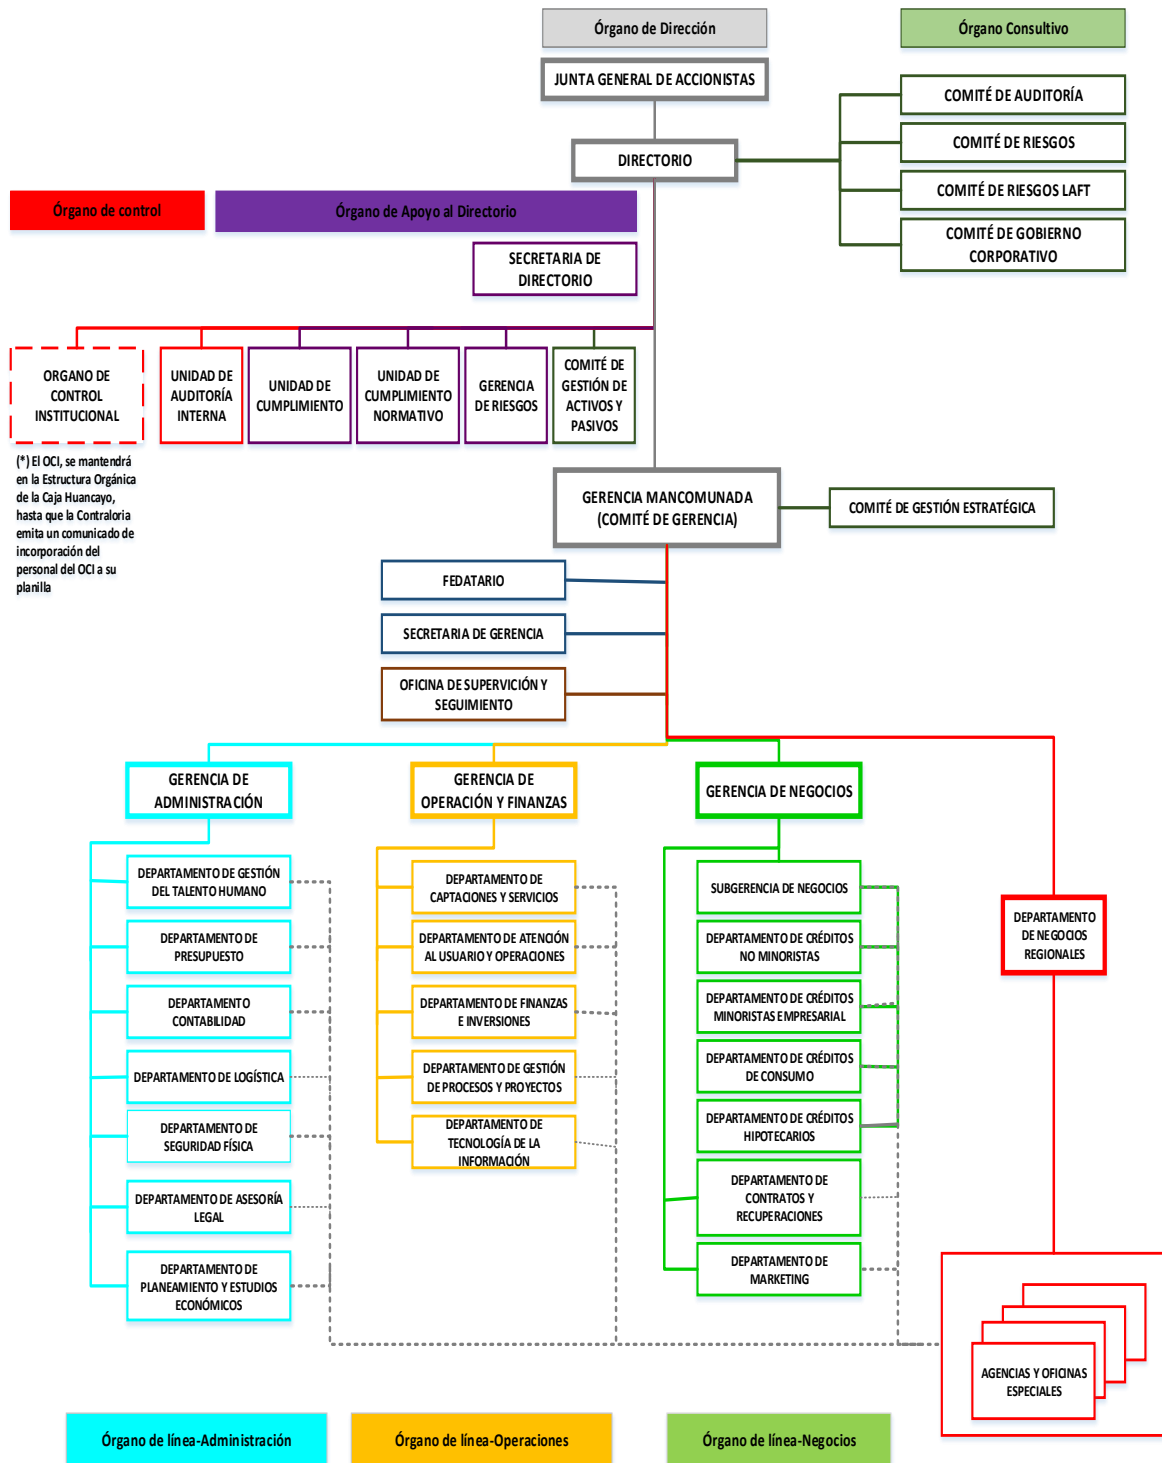 Órgano de Dirección
Órgano Consultivo
JUNTA GENERAL DE ACCIONISTAS
COMITÉ DE AUDITORÍA
COMITÉ DE RIESGOS
DIRECTORIO
COMITÉ DE RIESGOS LAFT
Órgano de control
Órgano de Apoyo al Directorio
COMITÉ DE GOBIERNO
CORPORATIVO
SECRETARIA DE
DIRECTORIO
ORGANO DE
CONTROL
INSTITUCIONAL
UNIDAD DE
AUDITORÍA
INTERNA
UNIDAD DE
CUMPLIMIENTO
UNIDAD DE
CUMPLIMIENTO
NORMATIVO
GERENCIA
DE RIESGOS
COMITÉ DE
GESTIÓN DE
ACTIVOS Y
PASIVOS
(*) El OCI, se mantendrá
en la Estructura Orgánica
de la Caja Huancayo,
hasta que la Contraloria
emita un comunicado de
incorporación del
personal del OCI a su
planilla
GERENCIA MANCOMUNADA
(COMITÉ DE GERENCIA)
COMITÉ DE GESTIÓN ESTRATÉGICA
FEDATARIO
SECRETARIA DE GERENCIA
OFICINA DE SUPERVICIÓN Y
SEGUIMIENTO
GERENCIA DE
ADMINISTRACIÓN
GERENCIA DE
OPERACIÓN Y FINANZAS
GERENCIA DE NEGOCIOS
DEPARTAMENTO DE GESTIÓN
DEL TALENTO HUMANO
DEPARTAMENTO DE
PRESUPUESTO
DEPARTAMENTO
CONTABILIDAD
DEPARTAMENTO DE LOGÍSTICA
DEPARTAMENTO DE
SEGURIDAD FÍSICA
DEPARTAMENTO DE ASESORÍA
LEGAL
DEPARTAMENTO DE
PLANEAMIENTO Y ESTUDIOS
ECONÓMICOS
DEPARTAMENTO DE
CAPTACIONES Y SERVICIOS
DEPARTAMENTO DE ATENCIÓN
AL USUARIO Y OPERACIONES
DEPARTAMENTO DE FINANZAS
E INVERSIONES
DEPARTAMENTO DE GESTIÓN
DE PROCESOS Y PROYECTOS
DEPARTAMENTO DE
TECNOLOGÍA DE LA
INFORMACIÓN
SUBGERENCIA DE NEGOCIOS
DEPARTAMENTO DE CRÉDITOS
NO MINORISTAS
DEPARTAMENTO DE CRÉDITOS
MINORISTAS EMPRESARIAL
DEPARTAMENTO DE CRÉDITOS
DE CONSUMO
DEPARTAMENTO DE CRÉDITOS
HIPOTECARIOS
DEPARTAMENTO DE
CONTRATOS Y
RECUPERACIONES
DEPARTAMENTO DE
MARKETING
DEPARTAMENTO
DE NEGOCIOS
REGIONALES
AGENCIAS Y OFICINAS
ESPECIALES
Órgano de línea-Administración
Órgano de línea-Operaciones
Órgano de línea-Negocios